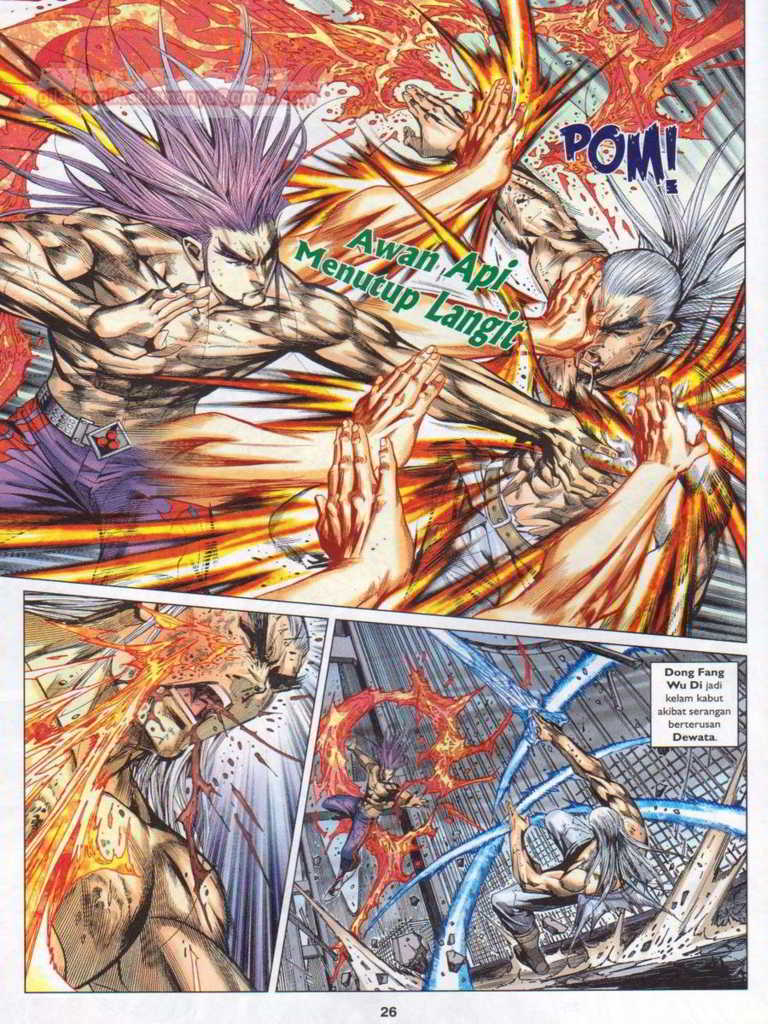 POM!
Awan Api
Menutup Langit
Dong Fang
Wu Di jadi
kelam kabut
akibat serangan
berterusan
Dewata.
26